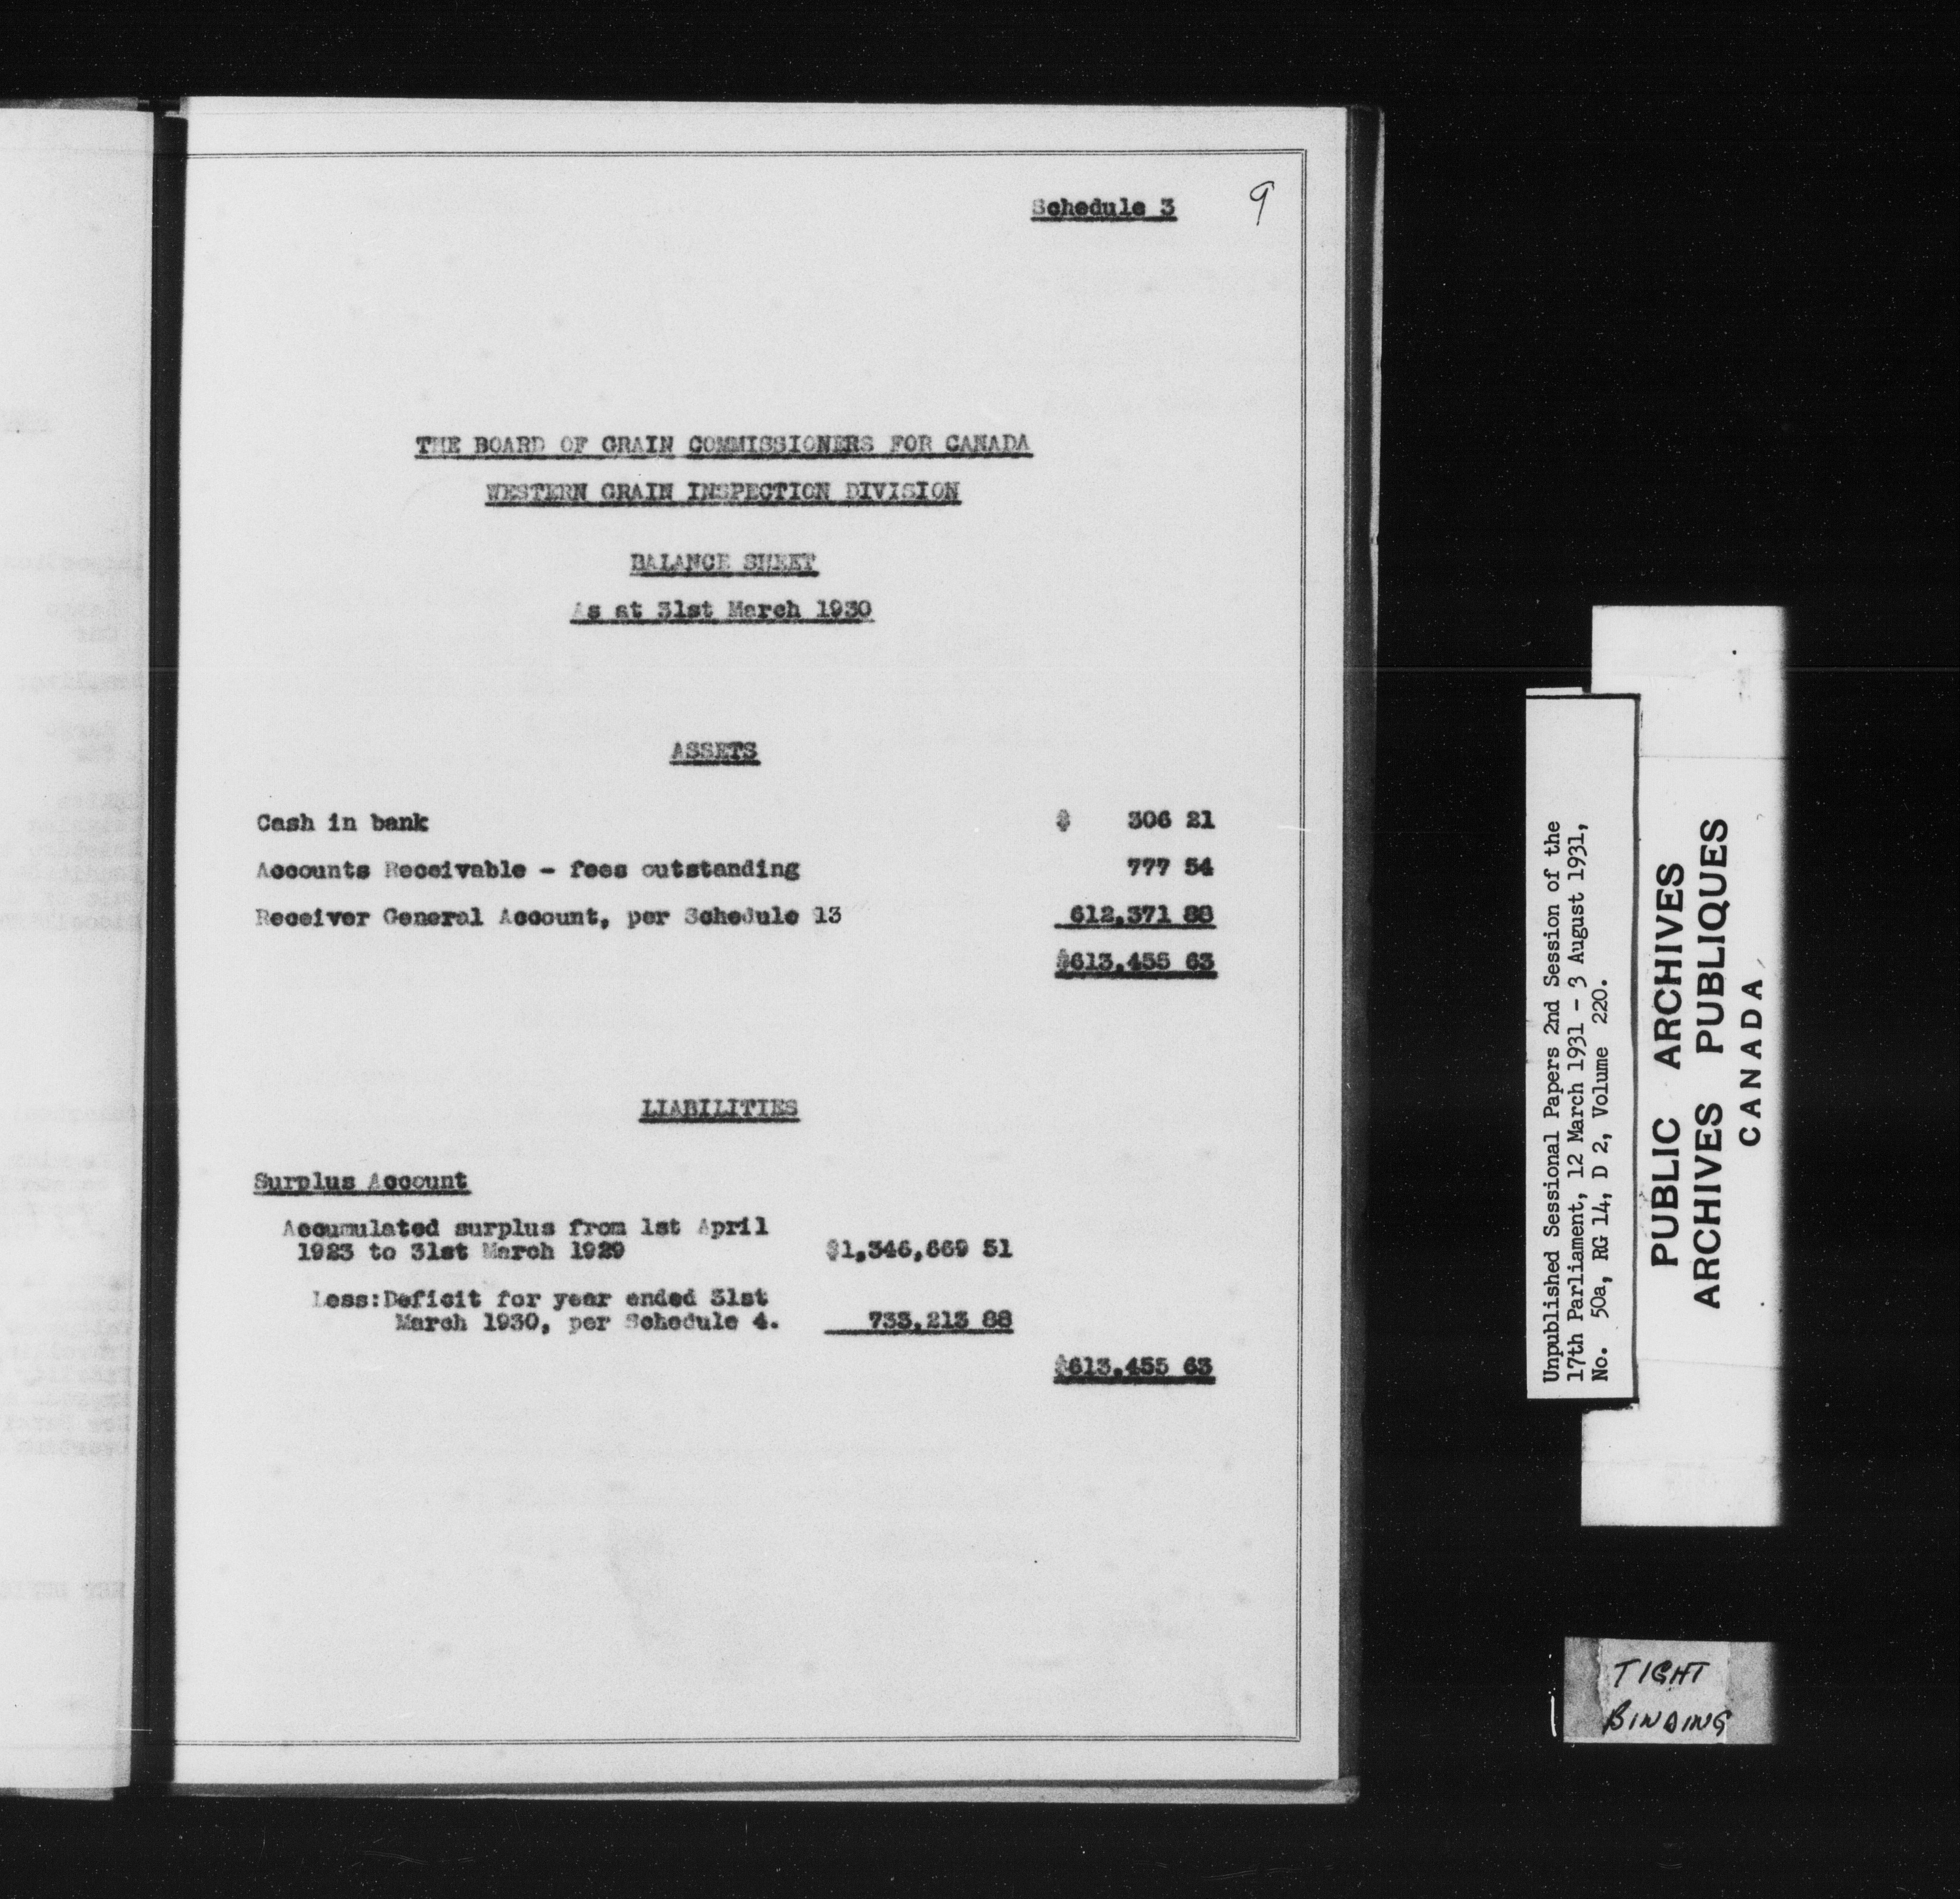 Schedule 3
9
THE BOARD OF GRAIN COMMISSIONERS FOR CANADA
WESTERN GRAIN INSPECTION DIVISION
BALANCE SHEET
As at 31st March 1930
ASSETS
Cash in bank $ 306 21
Accounts Receivable - fees outstanding 777 54
Receiver General Account, per Schedule 13 612,371 88
$613,455 63
LIABILITIES
Surplus Account
Accumulated surplus from 1st April
1923 to 31st March 1929 $1,346,669 51
Less:Deficit for year ended 31st
March 1930, per Schedule 4. 733,213 88
$613,455 63
Unpublished Sessional Papers 2nd Session of the
17th Parliament, 12 March 1931 - 3 August 1931,
No. 50a, RG 14, D 2, Volume 220.
PUBLIC ARCHIVES
ARCHIVES PUBLIQUES
CANADA
TIGHT
BINDING